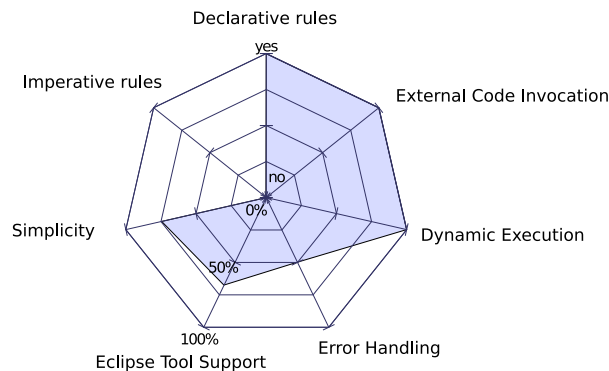 Declarative rules
yes
Imperative rules
External Code Invocation
no
0%
Simplicity
Dynamic Execution
50%
100%
Error Handling
Eclipse Tool Support